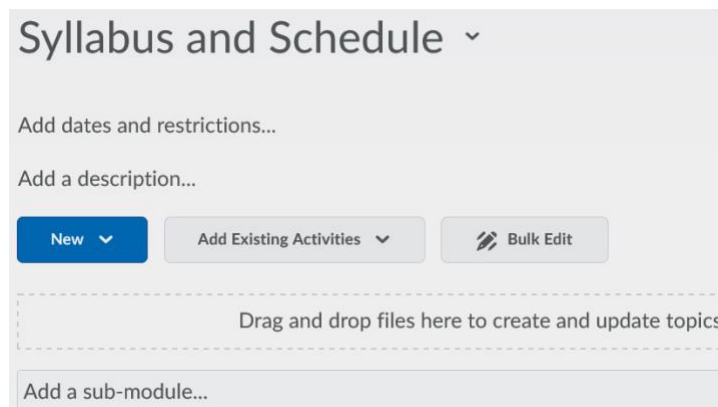 Syllabus and Schedule
Add dates and restrictions...
Add a description...
New Add Existing Activities Bulk Edit
Drag and drop files here to create and update topics
Add a sub-module...